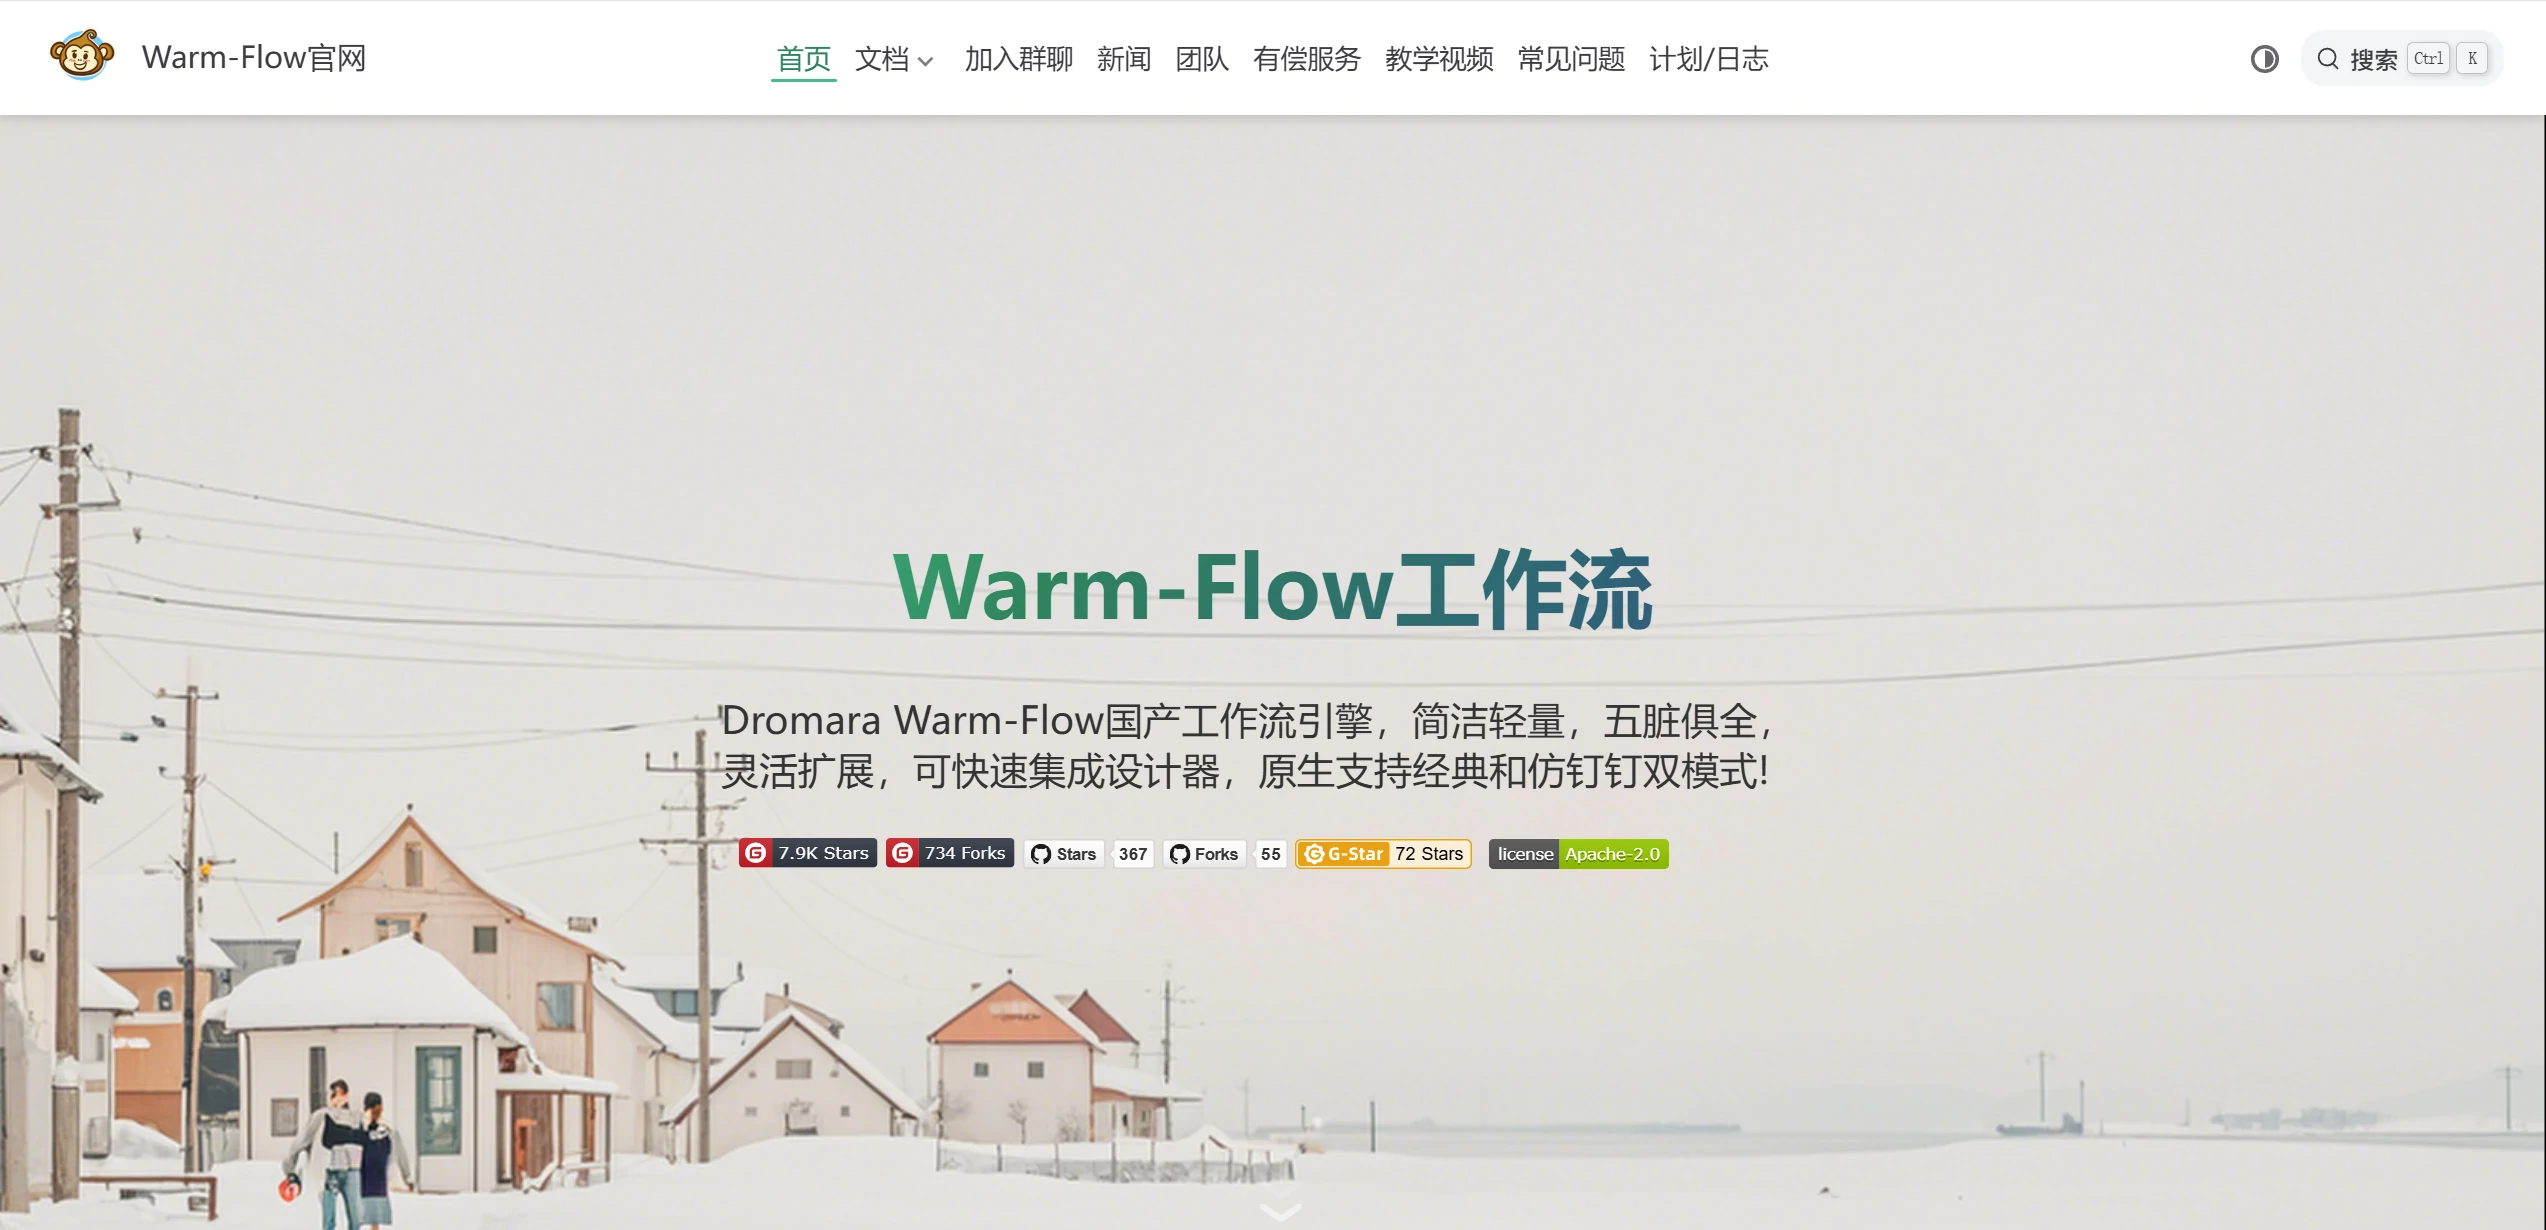 Warm-Flow官网
首页 文档 加入群聊 新闻 团队 有偿服务 教学视频 常见问题 计划/日志
搜索 Ctrl K
Warm-Flow工作流
Dromara Warm-Flow国产工作流引擎，简洁轻量，五脏俱全，
灵活扩展，可快速集成设计器，原生支持经典和仿钉钉双模式!
G 7.9K Stars G 734 Forks Stars 367 Forks 55 G G-Star 72 Stars license Apache-2.0